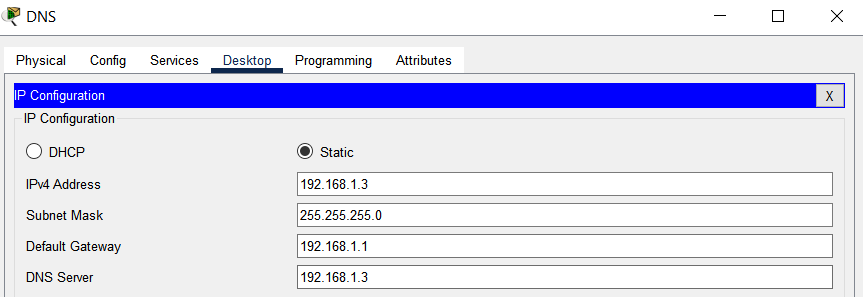 DNS
Physical Config Services Desktop Programming Attributes
IP Configuration X
IP Configuration
DHCP Static
IPv4 Address 192.168.1.3
Subnet Mask 255.255.255.0
Default Gateway 192.168.1.1
DNS Server 192.168.1.3